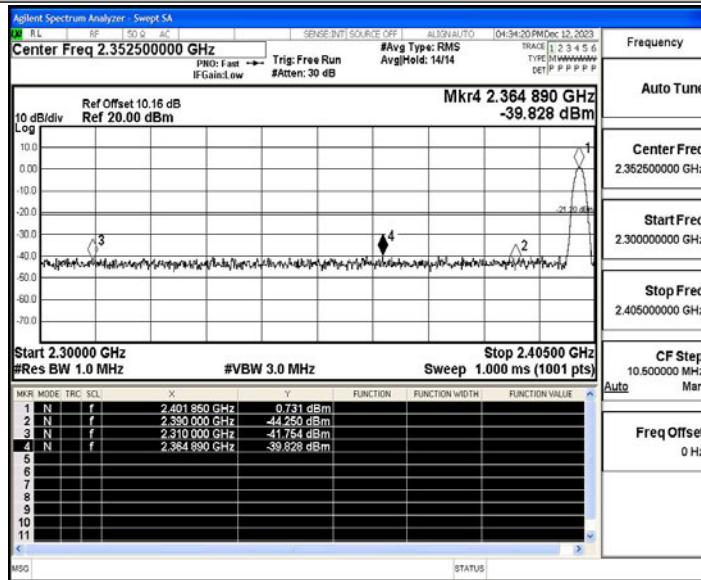 Agilent Spectrum Analyzer - Swept SA
RL RF 50 Ω AC SENSE:INT SOURCE OFF ALIGN AUTO 04:34:20 PM Dec 12, 2023
Center Freq 2.352500000 GHz #Avg Type: RMS TRACE 1 2 3 4 5 6
PNO: Fast Trig: Free Run Avg|Hold: 14/14 TYPE M
IFGain:Low #Atten: 30 dB DET P P P P P P
Frequency
Auto Tune
Ref Offset 10.16 dB Mkr4 2.364 890 GHz
10 dB/div Ref 20.00 dBm -39.828 dBm
Log
10.0
0.00
-10.0
-20.0
-30.0
-40.0
-50.0
-60.0
-70.0
1
-21.20 dBm
3
4
2
Center Freq
2.352500000 GHz
Start Freq
2.300000000 GHz
Stop Freq
2.405000000 GHz
CF Step
10.500000 MHz
Auto Man
Freq Offset
0 Hz
Start 2.30000 GHz Stop 2.40500 GHz
#Res BW 1.0 MHz #VBW 3.0 MHz Sweep 1.000 ms (1001 pts)
MKR MODE TRC SCL X Y FUNCTION FUNCTION WIDTH FUNCTION VALUE
1 N f 2.401 850 GHz 0.731 dBm
2 N f 2.390 000 GHz -44.250 dBm
3 N f 2.310 000 GHz -41.754 dBm
4 N f 2.364 890 GHz -39.828 dBm
5
6
7
8
9
10
11
MSG STATUS